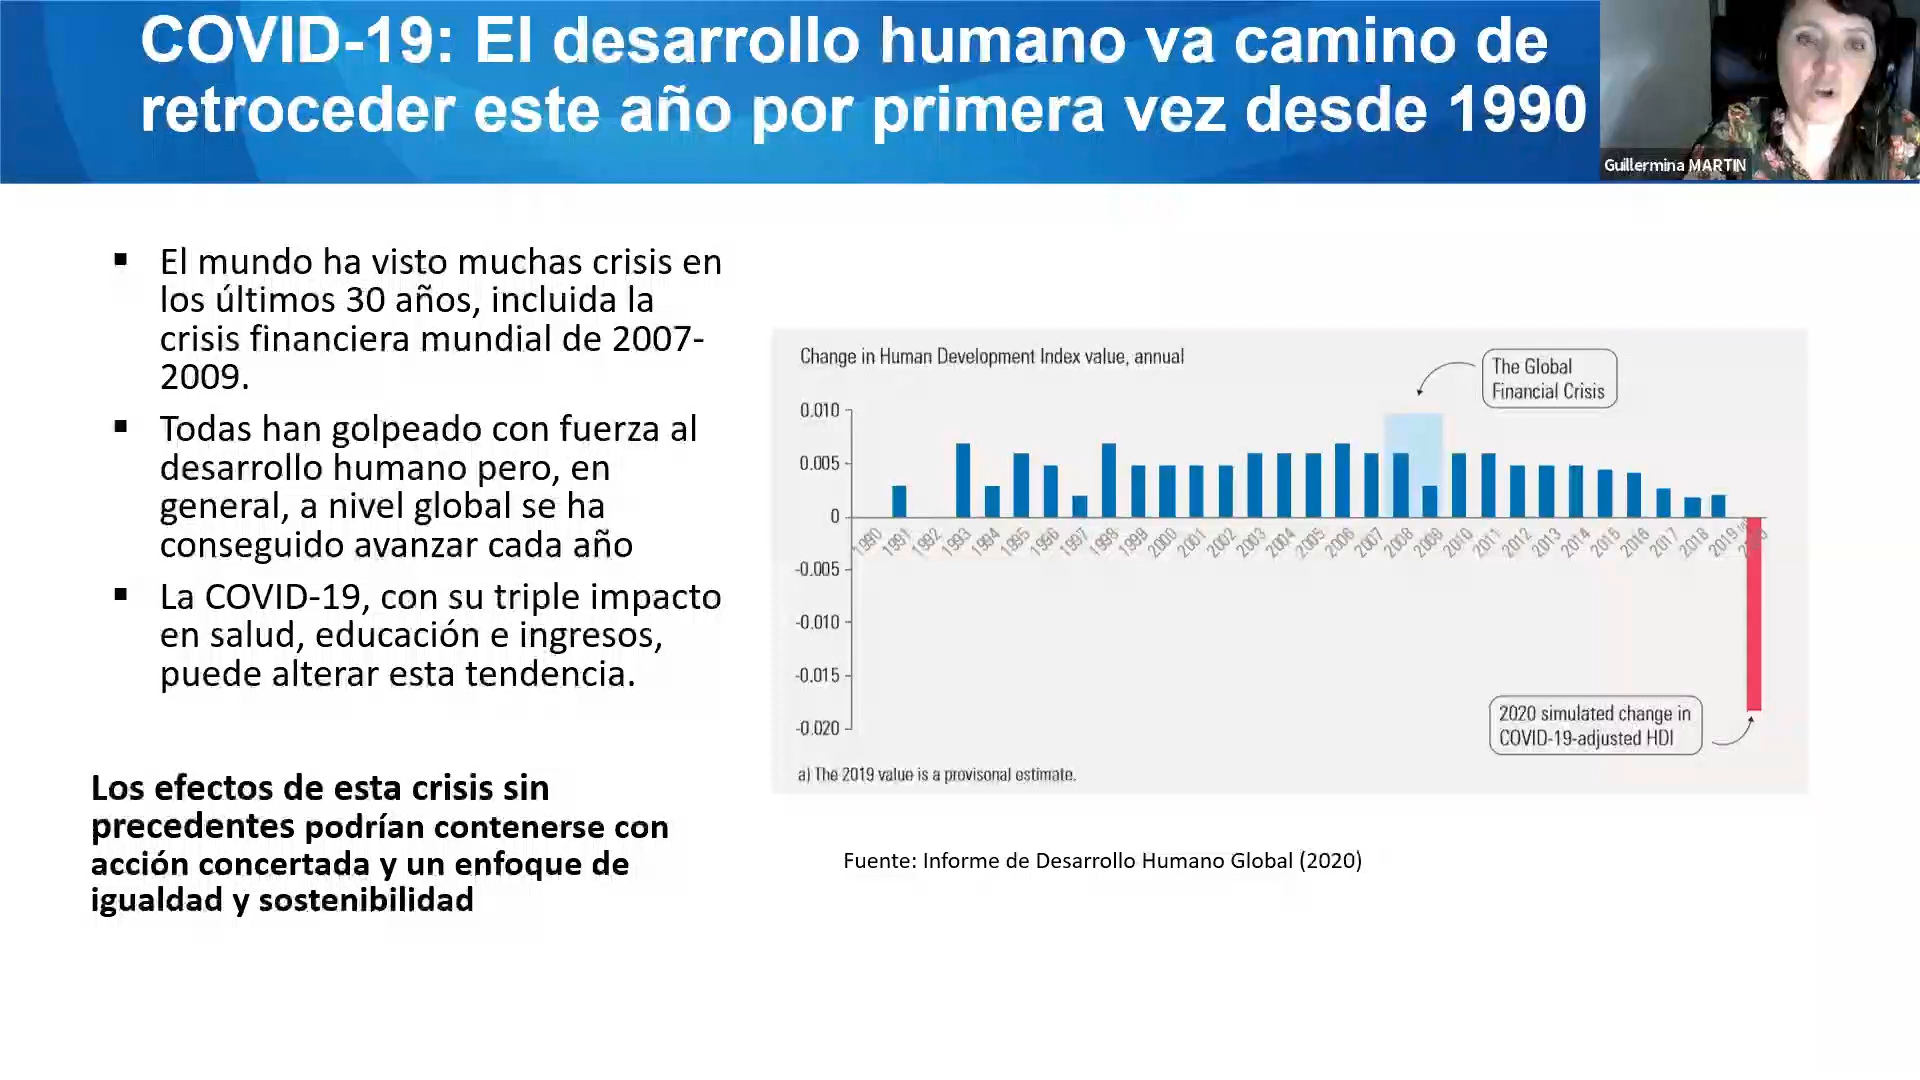 COVID-19: El desarrollo humano va camino de
retroceder este año por primera vez desde 1990
Guillermina MARTIN
▪ El mundo ha visto muchas crisis en
los últimos 30 años, incluida la
crisis financiera mundial de 2007-
2009.
▪ Todas han golpeado con fuerza al
desarrollo humano pero, en
general, a nivel global se ha
conseguido avanzar cada año
▪ La COVID-19, con su triple impacto
en salud, educación e ingresos,
puede alterar esta tendencia.
Los efectos de esta crisis sin
precedentes podrían contenerse con
acción concertada y un enfoque de
igualdad y sostenibilidad
Change in Human Development Index value, annual
The Global
Financial Crisis
0.010
0.005
0
-0.005
-0.010
-0.015
-0.020
1990 1991 1992 1993 1994 1995 1996 1997 1998 1999 2000 2001 2002 2003 2004 2005 2006 2007 2008 2009 2010 2011 2012 2013 2014 2015 2016 2017 2018 2019
2020 simulated change in
COVID-19-adjusted HDI
a) The 2019 value is a provisonal estimate.
Fuente: Informe de Desarrollo Humano Global (2020)